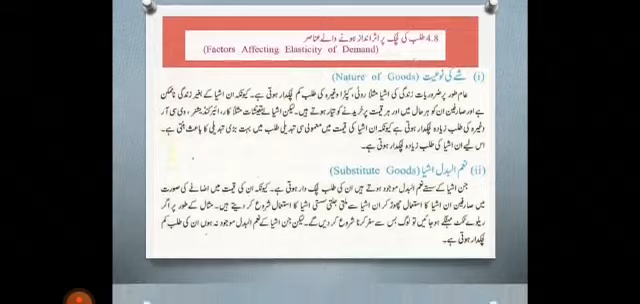 4.8 طلب کی لچک پر اثر انداز ہونے والے عناصر
(Factors Affecting Elasticity of Demand)
(i) شے کی نوعیت (Nature of Goods)
عام طور پر ضروریات زندگی کی اشیا مثلاً روٹی، کپڑا وغیرہ کی طلب کم لچکدار ہوتی ہے۔ کیونکہ ان اشیا کے بغیر زندگی ناممکن
ہے اور صارفین ان کو ہر حال میں اور ہر قیمت پر خریدنے کو تیار ہوتے ہیں۔ لیکن اشیائے تعیشات مثلاً کار، ائیرکنڈیشنر، وی سی آر
وغیرہ کی طلب زیادہ لچکدار ہوتی ہے کیونکہ ان اشیا کی قیمت میں معمولی سی تبدیلی طلب میں بہت بڑی تبدیلی کا باعث بنتی ہے۔
اس لیے ان اشیا کی طلب زیادہ لچکدار ہوتی ہے۔
(ii) نعم البدل اشیا (Substitute Goods)
جن اشیا کے سستے نعم البدل موجود ہوتے ہیں ان کی طلب لچک دار ہوتی ہے۔ کیونکہ ان کی قیمت میں اضافے کی صورت
میں صارفین ان اشیا کا استعمال چھوڑ کر ان اشیا سے ملتی جلتی سستی اشیا کا استعمال شروع کر دیتے ہیں۔ مثال کے طور پر اگر
ریلوے ٹکٹ مہنگے ہو جائیں تو لوگ بس سے سفر کرنا شروع کر دیں گے۔ لیکن جن اشیا کے نعم البدل موجود نہ ہوں ان کی طلب کم
لچکدار ہوتی ہے۔